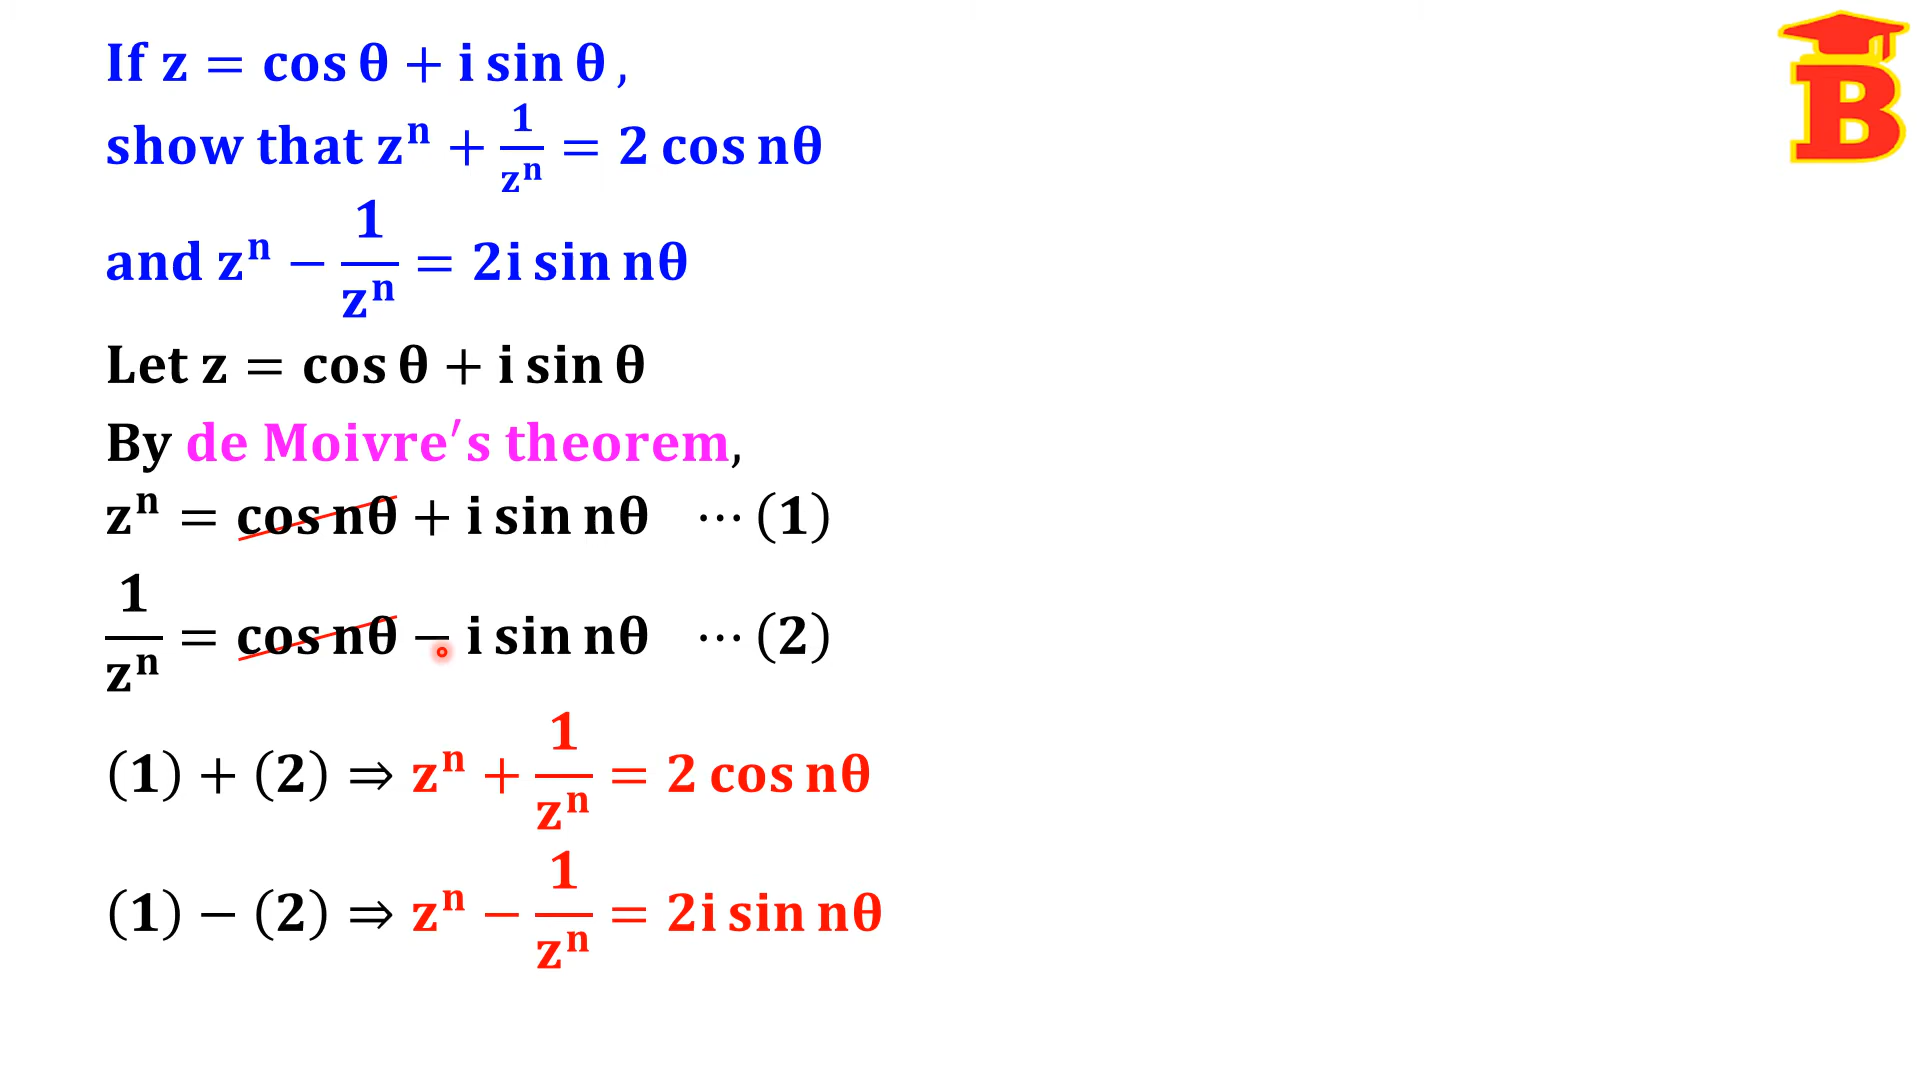 If z = cos θ + i sin θ ,
show that zⁿ + 1/zⁿ = 2 cos nθ
and zⁿ − 1/zⁿ = 2i sin nθ
Let z = cos θ + i sin θ
By de Moivre′s theorem,
zⁿ = cos nθ + i sin nθ ⋯ (1)
1/zⁿ = cos nθ − i sin nθ ⋯ (2)
(1) + (2) ⇒ zⁿ + 1/zⁿ = 2 cos nθ
(1) − (2) ⇒ zⁿ − 1/zⁿ = 2i sin nθ
B